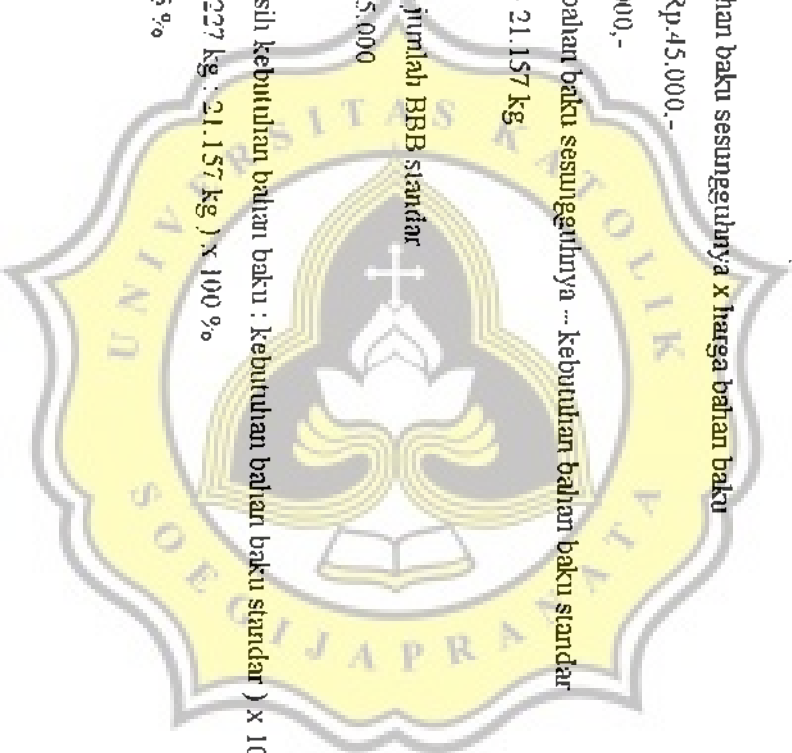 han baku sesungguhnya x harga bahan baku
Rp.45.000,-
000,-
bahan baku sesungguhnya – kebutuhan bahan baku standar
: 21.157 kg
jumlah BBB standar
5.000
sih kebutuhan bahan baku : kebutuhan bahan baku standar ) x 10
227 kg : 21.157 kg ) x 100 %
%
UNIVERSITAS KATOLIK
SOEGIJAPRANATA